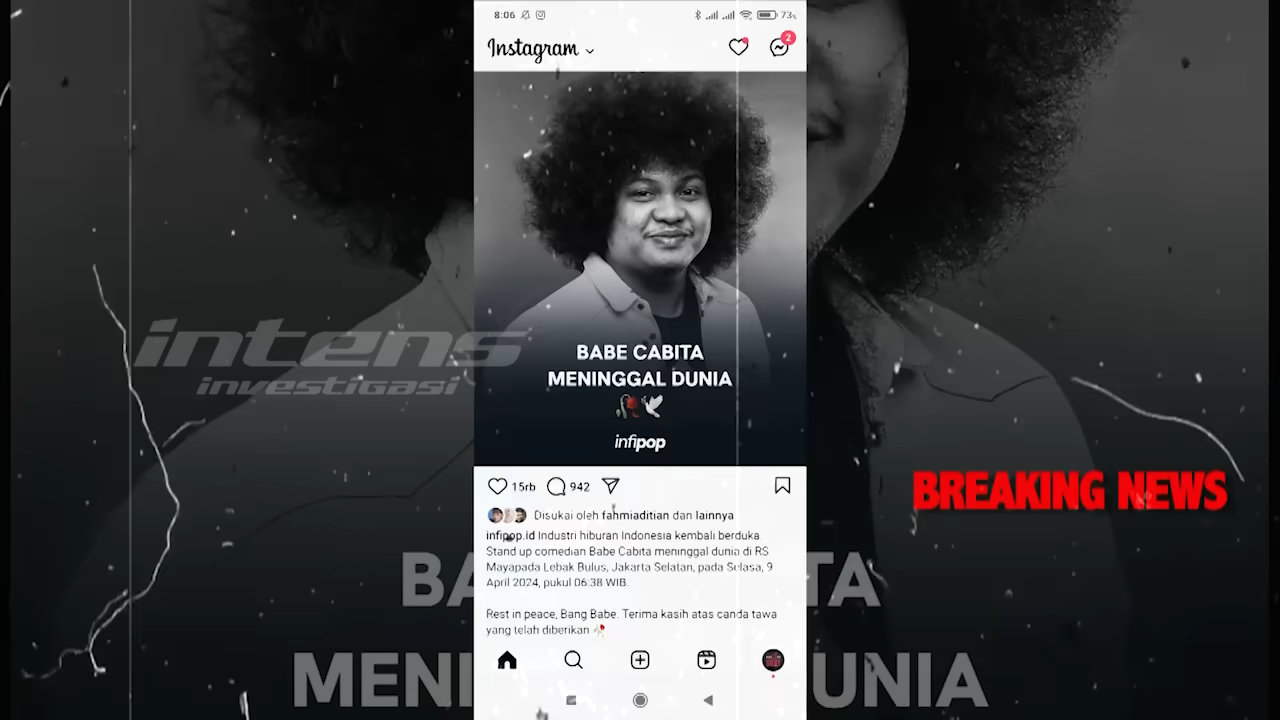 8:06
73%
Instagram
2
BABE CABITA
MENINGGAL DUNIA
infipop
intens
investigasi
BREAKING NEWS
15rb 942
Disukai oleh fahmiaditian dan lainnya
infipop.id Industri hiburan Indonesia kembali berduka.
Stand up comedian Babe Cabita meninggal dunia di RS
Mayapada Lebak Bulus, Jakarta Selatan, pada Selasa, 9
April 2024, pukul 06:38 WIB.
Rest in peace, Bang Babe. Terima kasih atas canda tawa
yang telah diberikan
BA TA
MENI UNIA